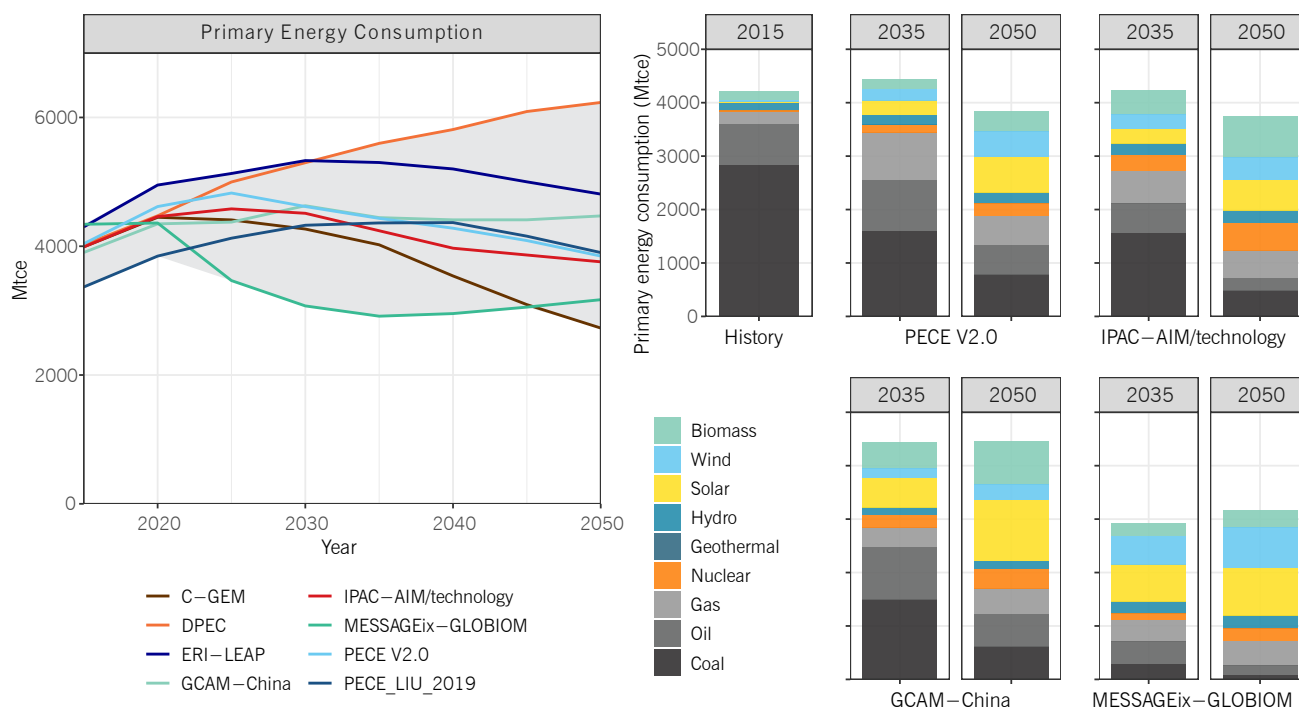 Primary Energy Consumption
Mtce
6000
4000
2000
0
2020
2030
2040
2050
Year
C–GEM
DPEC
ERI–LEAP
GCAM–China
IPAC–AIM/technology
MESSAGEix–GLOBIOM
PECE V2.0
PECE_LIU_2019
Primary energy consumption (Mtce)
5000
4000
3000
2000
1000
0
2015
History
2035
2050
PECE V2.0
2035
2050
IPAC–AIM/technology
Biomass
Wind
Solar
Hydro
Geothermal
Nuclear
Gas
Oil
Coal
2035
2050
GCAM–China
2035
2050
MESSAGEix–GLOBIOM